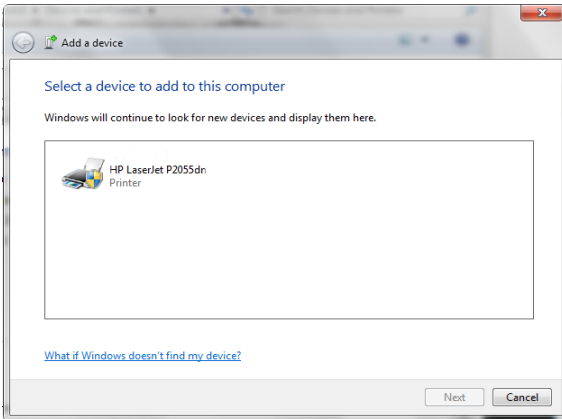 Add a device
Select a device to add to this computer
Windows will continue to look for new devices and display them here.
HP LaserJet P2055dn
Printer
What if Windows doesn't find my device?
Next
Cancel